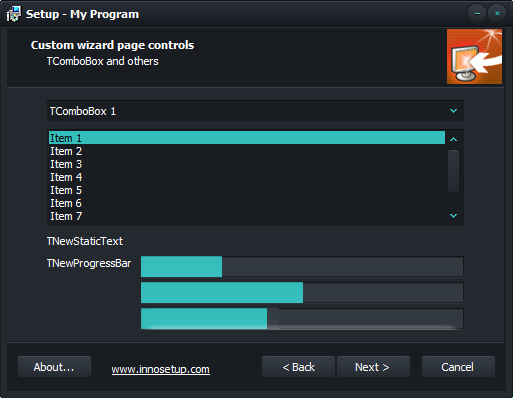 Setup - My Program
Custom wizard page controls
TComboBox and others
TComboBox 1
Item 1
Item 2
Item 3
Item 4
Item 5
Item 6
Item 7
TNewStaticText
TNewProgressBar
About...
www.innosetup.com
< Back
Next >
Cancel